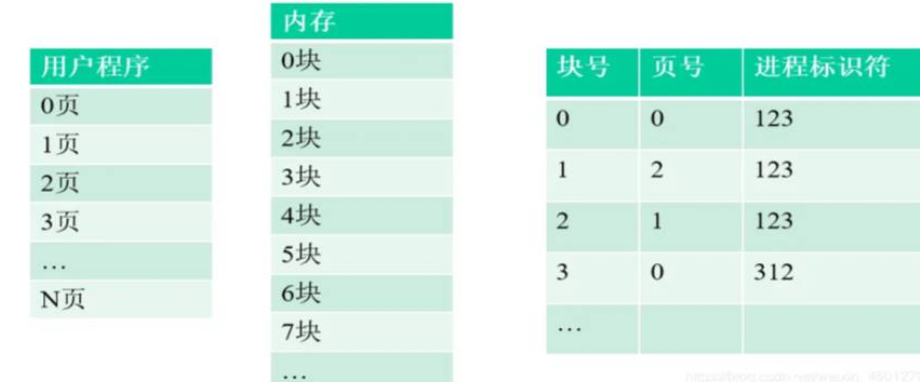 用户程序
0页
1页
2页
3页
…
N页
内存
0块
1块
2块
3块
4块
5块
6块
7块
…
块号 页号 进程标识符
0 0 123
1 2 123
2 1 123
3 0 312
…